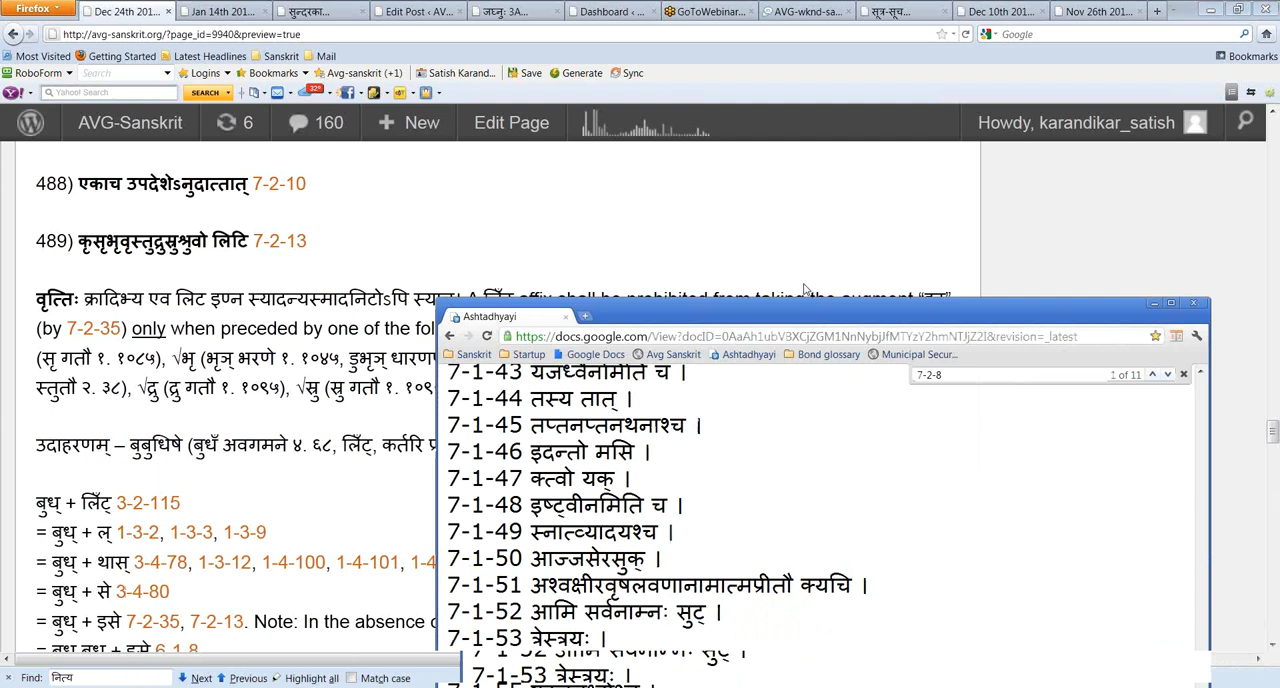 Firefox
Dec 24th 201...
Jan 14th 201...
सुन्दरका...
Edit Post ‹ AV...
जघ्नुः 3A...
Dashboard ‹ ...
GoToWebinar...
AVG-wknd-sa...
सूत्र-सूच...
Dec 10th 201...
Nov 26th 201...
http://avg-sanskrit.org/?page_id=9940&preview=true
Google
Most Visited Getting Started Latest Headlines Sanskrit Mail
Bookmarks
RoboForm Search Logins Bookmarks Avg-sanskrit (+1) Satish Karand... Save Generate Sync
Yahoo! Search SEARCH
AVG-Sanskrit 6 160 New Edit Page Howdy, karandikar_satish
488) एकाच उपदेशेऽनुदात्तात् 7-2-10
489) कृसृभृवृस्तुद्रुस्रुश्रुवो लिटि 7-2-13
वृत्तिः क्रादिभ्य एव लिट इण्न स्यादन्यस्मादनिटोऽपि
(by 7-2-35) only when preceded by one of the
(सृ गतौ १. १०८५), √भृ (भृञ् भरणे १. १०४५, डुभृञ्
स्तुतौ २. ३८), √द्रु (द्रु गतौ १. १०९५), √स्रु (स्रु गतौ
उदाहरणम् – बुबुधिषे (बुधँ अवगमने ४. ६८, लिँट्, कर्तरि
बुध् + लिँट् 3-2-115
= बुध् + ल् 1-3-2, 1-3-3, 1-3-9
= बुध् + थास् 3-4-78, 1-3-12, 1-4-100, 1-4-101,
= बुध् + से 3-4-80
= बुध् + इसे 7-2-35, 7-2-13. Note: In the absence
= बुध् बुध् + इसे 6-1-8
Ashtadhyayi
https://docs.google.com/View?docID=0AaAh1ubVBXCjZGM1NnNybjJfMTYzY2hmNTJjZ2I&revision=_latest
Sanskrit Startup Google Docs Avg Sanskrit Ashtadhyayi Bond glossary Municipal Secur...
7-2-8 1 of 11
7-1-43 यजध्वैनमिति च |
7-1-44 तस्य तात् |
7-1-45 तप्तनप्तनथनाश्च |
7-1-46 इदन्तो मसि |
7-1-47 क्त्वो यक् |
7-1-48 इष्ट्वीनमिति च |
7-1-49 स्नात्व्यादयश्च |
7-1-50 आज्जसेरसुक् |
7-1-51 अश्वक्षीरवृषलवणानामात्मप्रीतौ क्यचि |
7-1-52 आमि सर्वनाम्नः सुट् |
7-1-53 त्रेस्त्रयः |
7-1-53 त्रेस्त्रयः |
Find: नित्य Next Previous Highlight all Match case